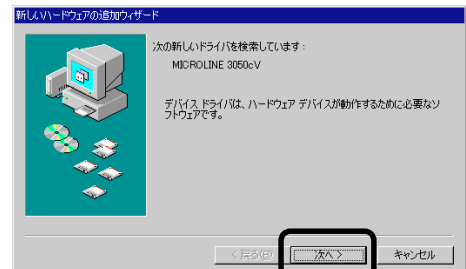 新しいハードウェアの追加ウィザード
次の新しいドライバを検索しています：
MICROLINE 3050cV
デバイス ドライバは、ハードウェア デバイスが動作するために必要なソ
フトウェアです。
< 戻る(B)
次へ >
キャンセル